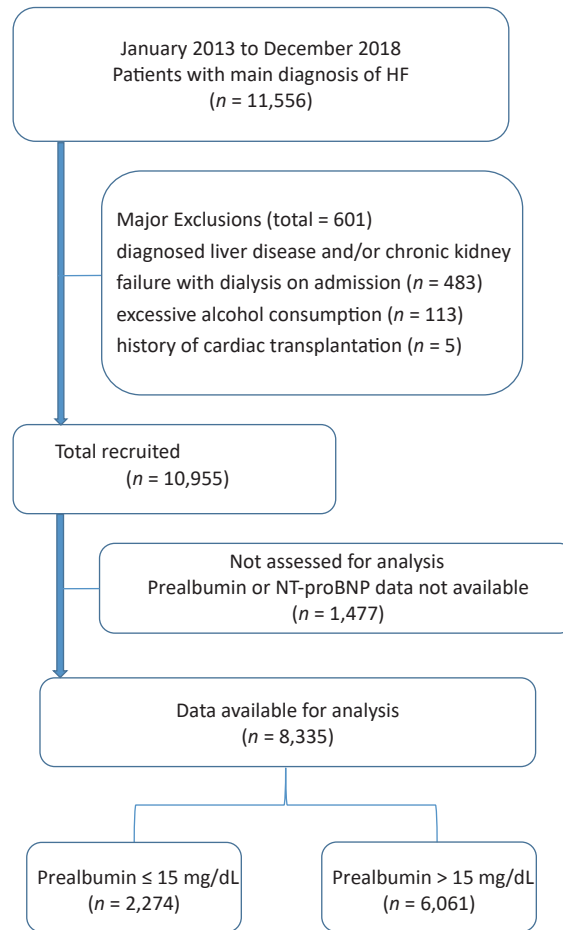 January 2013 to December 2018
Patients with main diagnosis of HF
(n = 11,556)
Major Exclusions (total = 601)
diagnosed liver disease and/or chronic kidney
failure with dialysis on admission (n = 483)
excessive alcohol consumption (n = 113)
history of cardiac transplantation (n = 5)
Total recruited
(n = 10,955)
Not assessed for analysis
Prealbumin or NT-proBNP data not available
(n = 1,477)
Data available for analysis
(n = 8,335)
Prealbumin ≤ 15 mg/dL
(n = 2,274)
Prealbumin > 15 mg/dL
(n = 6,061)